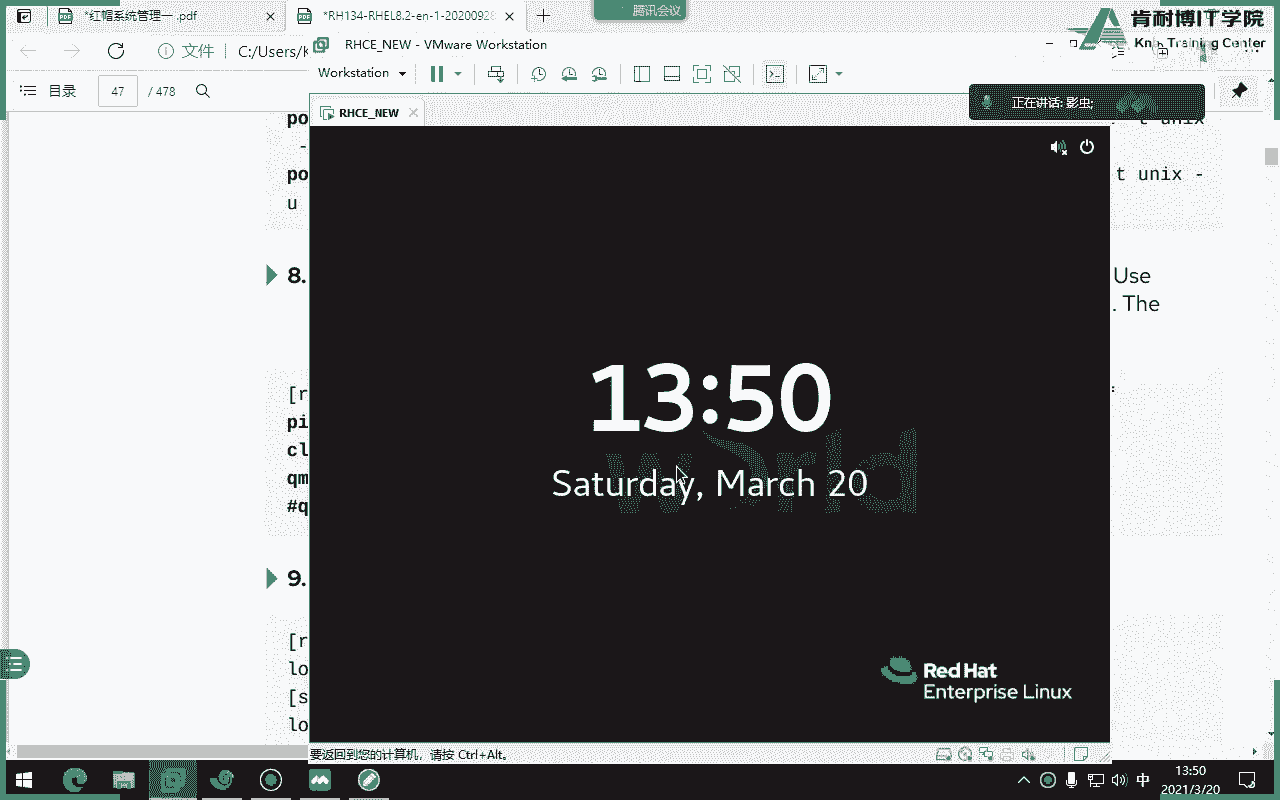 *红帽系统管理一 .pdf
*RH134-RHEL8.2-en-1-2020092
腾讯会议
肯耐博IT学院
Training Center
文件
C:/Users/
RHCE_NEW - VMware Workstation
Workstation
目录
47
/ 478
RHCE_NEW
正在讲话: 影虫;
po
t unix
-
po
t unix -
u
8.
Use
. The
13:50
World
Saturday, March 20
[r
pi
cl
qm
#q
9.
[r
lo
[s
lo
Red Hat
Enterprise Linux
要返回到您的计算机，请按 Ctrl+Alt。
中
13:50
2021/3/20